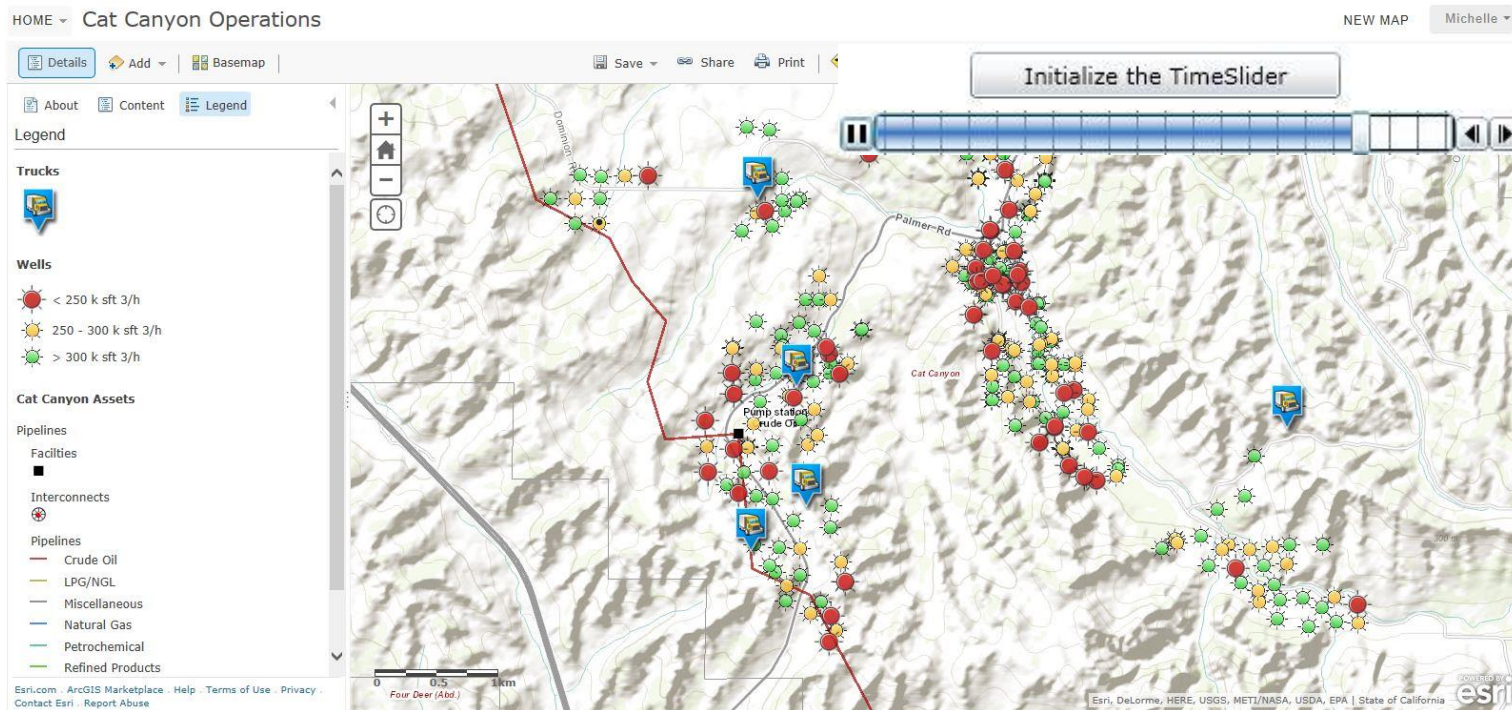 HOME Cat Canyon Operations
NEW MAP
Michelle
Details
Add
Basemap
Save
Share
Print
Initialize the TimeSlider
About
Content
Legend
Legend
Trucks
Wells
< 250 k sft 3/h
250 - 300 k sft 3/h
> 300 k sft 3/h
Cat Canyon Assets
Pipelines
Facilties
Interconnects
Pipelines
Crude Oil
LPG/NGL
Miscellaneous
Natural Gas
Petrochemical
Refined Products
Esri.com . ArcGIS Marketplace . Help . Terms of Use . Privacy .
Contact Esri . Report Abuse
Dominion
Palmer-Rd
Cat Canyon
Pump station
0 0.5 1km
Four Deer (Abd.)
Esri, DeLorme, HERE, USGS, METI/NASA, USDA, EPA | State of California
POWERED BY
esri